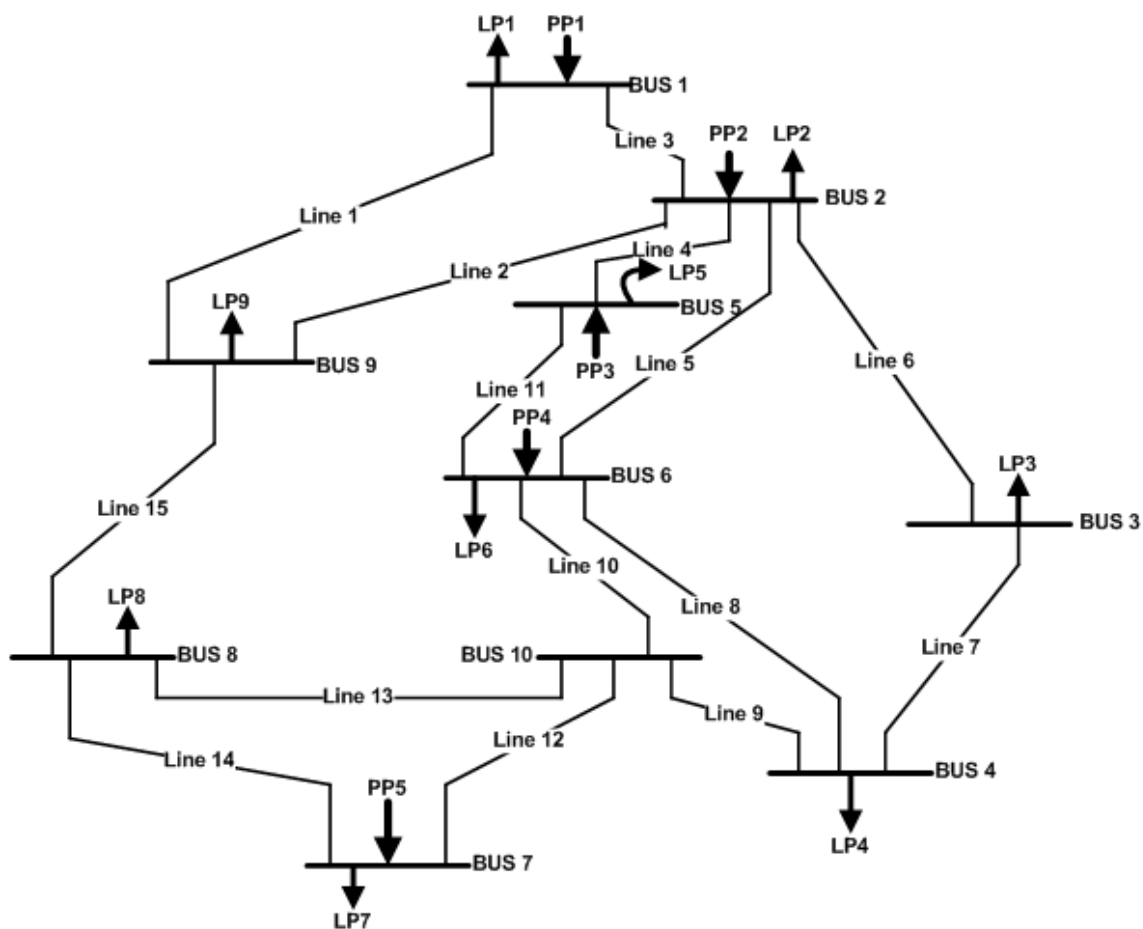 LP1 PP1
BUS 1
Line 3
PP2 LP2
BUS 2
Line 1
Line 4
Line 2
LP5
LP9
BUS 5
BUS 9
Line 5
Line 6
PP3
Line 11
PP4
LP3
BUS 6
Line 15
BUS 3
LP6
Line 10
LP8
Line 8
Line 7
BUS 8
BUS 10
Line 13
Line 9
Line 12
Line 14
BUS 4
PP5
LP4
BUS 7
LP7